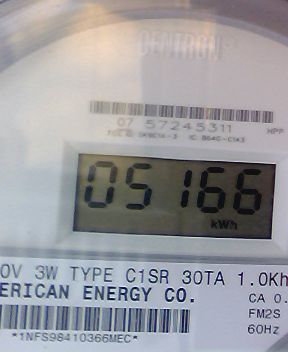 CENTRON
07 57245311
HPP
05166
kWh
0V 3W TYPE C1SR 30TA 1.0Kh
ERICAN ENERGY CO.
CA 0.
FM2S
60Hz
*1NFS98410366MEC*